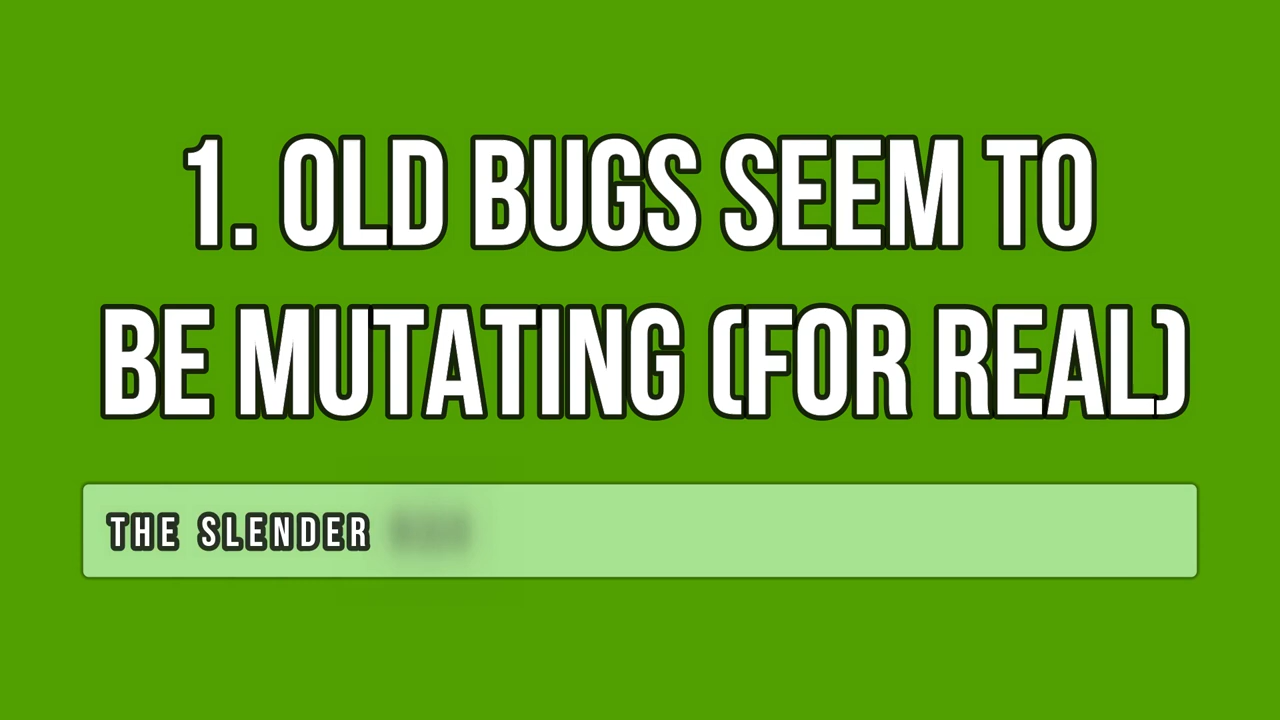 1. OLD BUGS SEEM TO
BE MUTATING (FOR REAL)
THE SLENDER